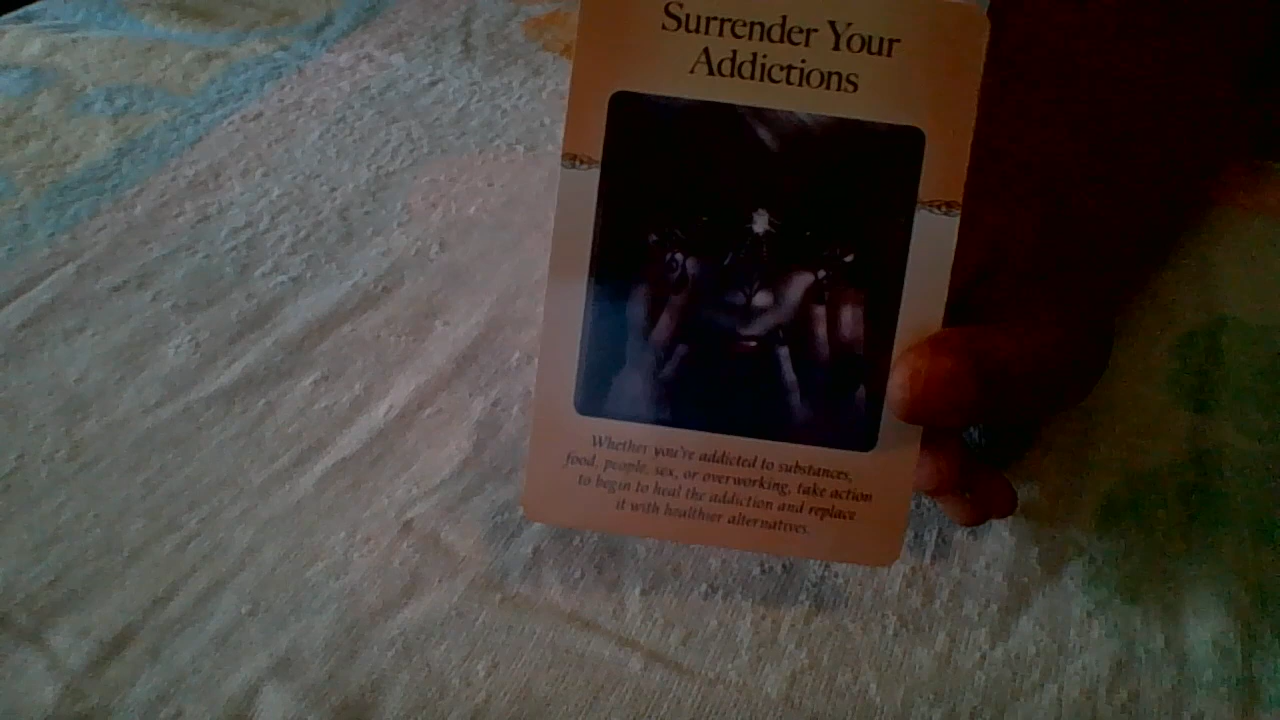 Surrender Your
Addictions
Whether you're addicted to substances,
food, people, sex, or overworking, take action
to begin to heal the addiction and replace
it with healthier alternatives.